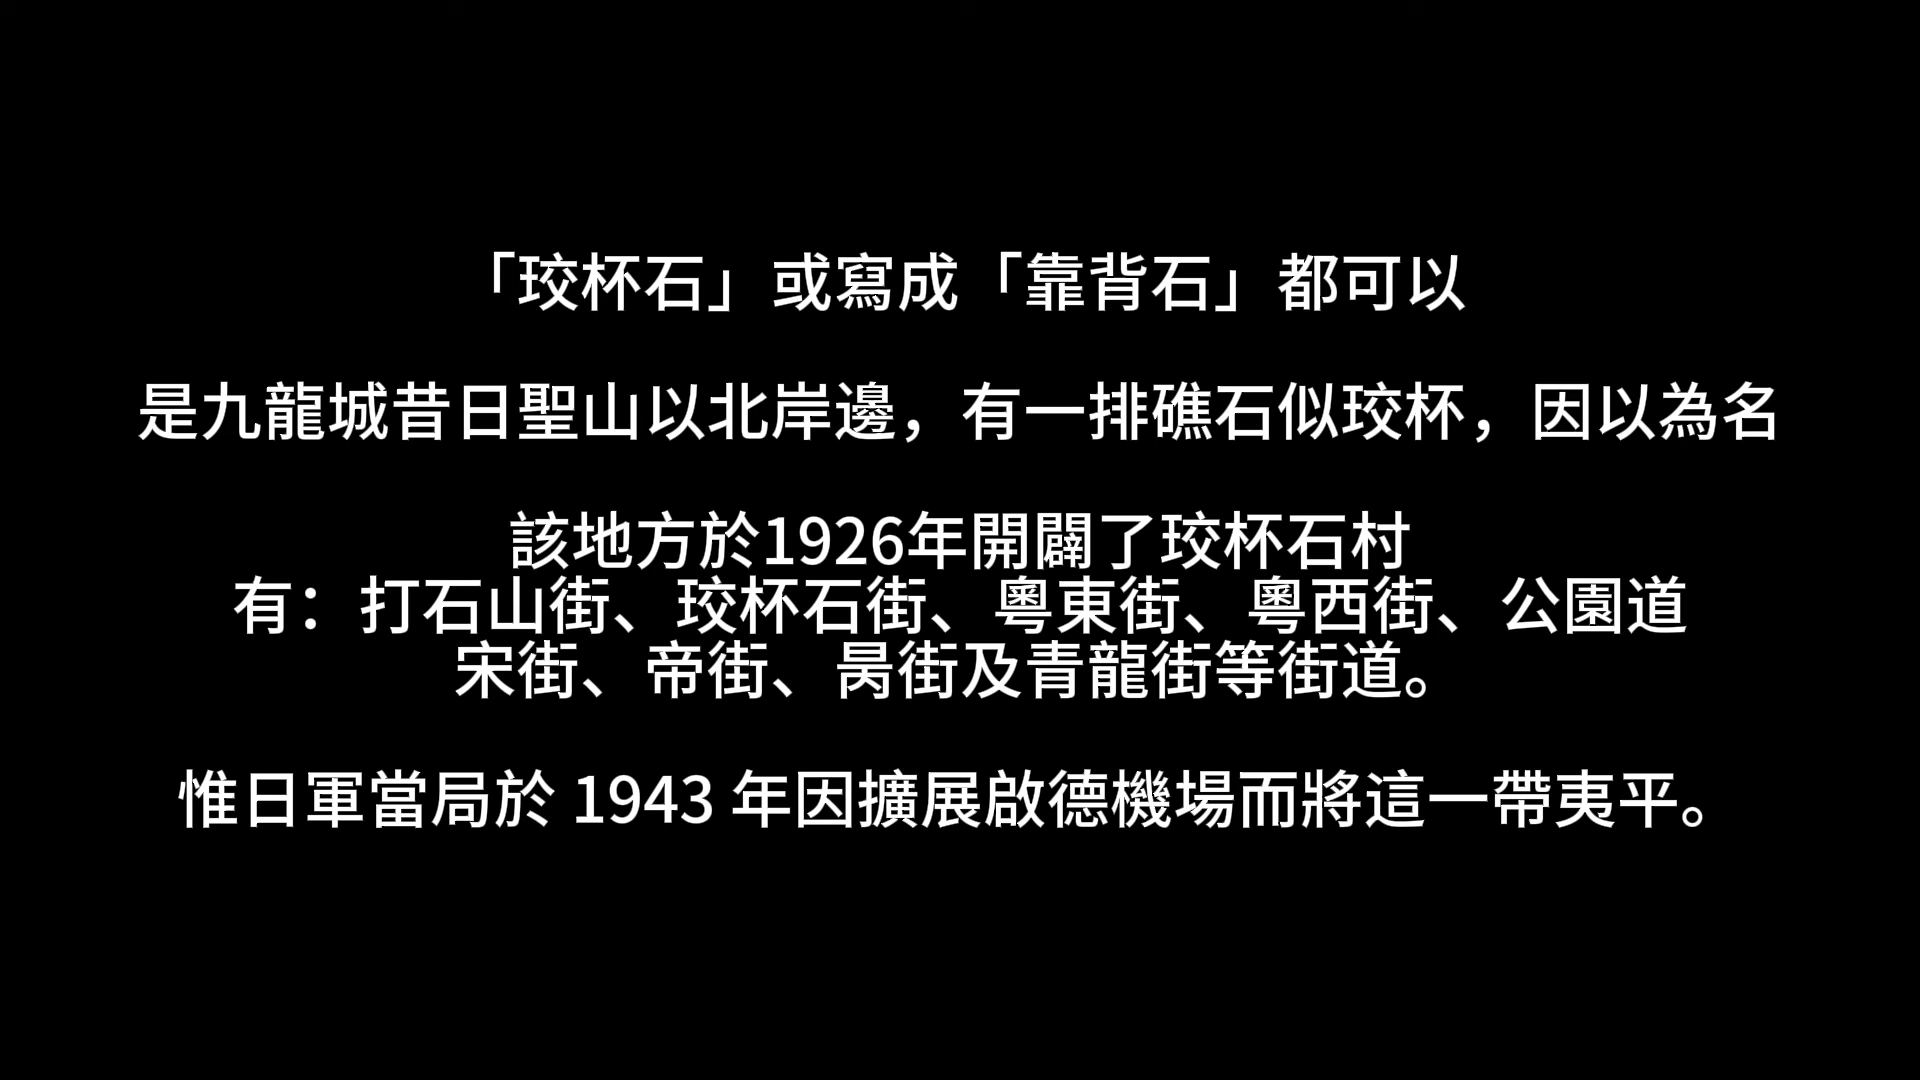 「珓杯石」或寫成「靠背石」都可以
是九龍城昔日聖山以北岸邊，有一排礁石似珓杯，因以為名
該地方於1926年開闢了珓杯石村
有：打石山街、珓杯石街、粵東街、粵西街、公園道
宋街、帝街、昺街及青龍街等街道。
惟日軍當局於 1943 年因擴展啟德機場而將這一帶夷平。